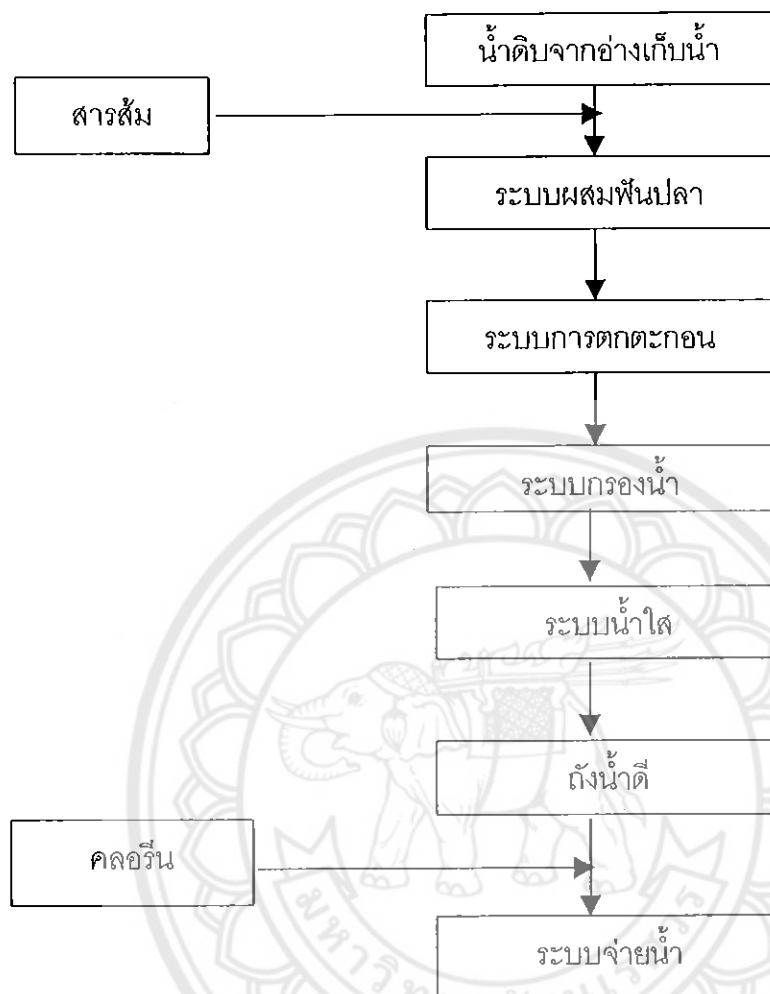 น้ำดิบจากอ่างเก็บน้ำ
สารส้ม
ระบบผสมฟันปลา
ระบบการตกตะกอน
ระบบกรองน้ำ
ระบบน้ำใส
ถังน้ำดี
คลอรีน
ระบบจ่ายน้ำ